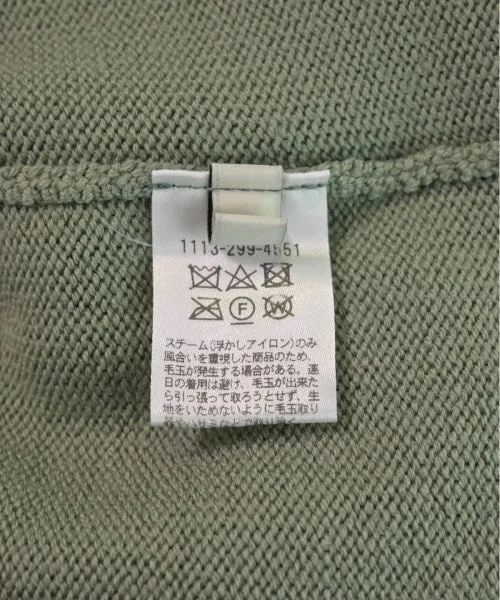 1113-299-4551
F W
スチーム(浮かしアイロン)のみ
風合いを重視した商品のため、
毛玉が発生する場合がある。連
日の着用は避け、毛玉が出来た
ら引っ張って取ろうとせず、生
地をいためないように毛玉取り